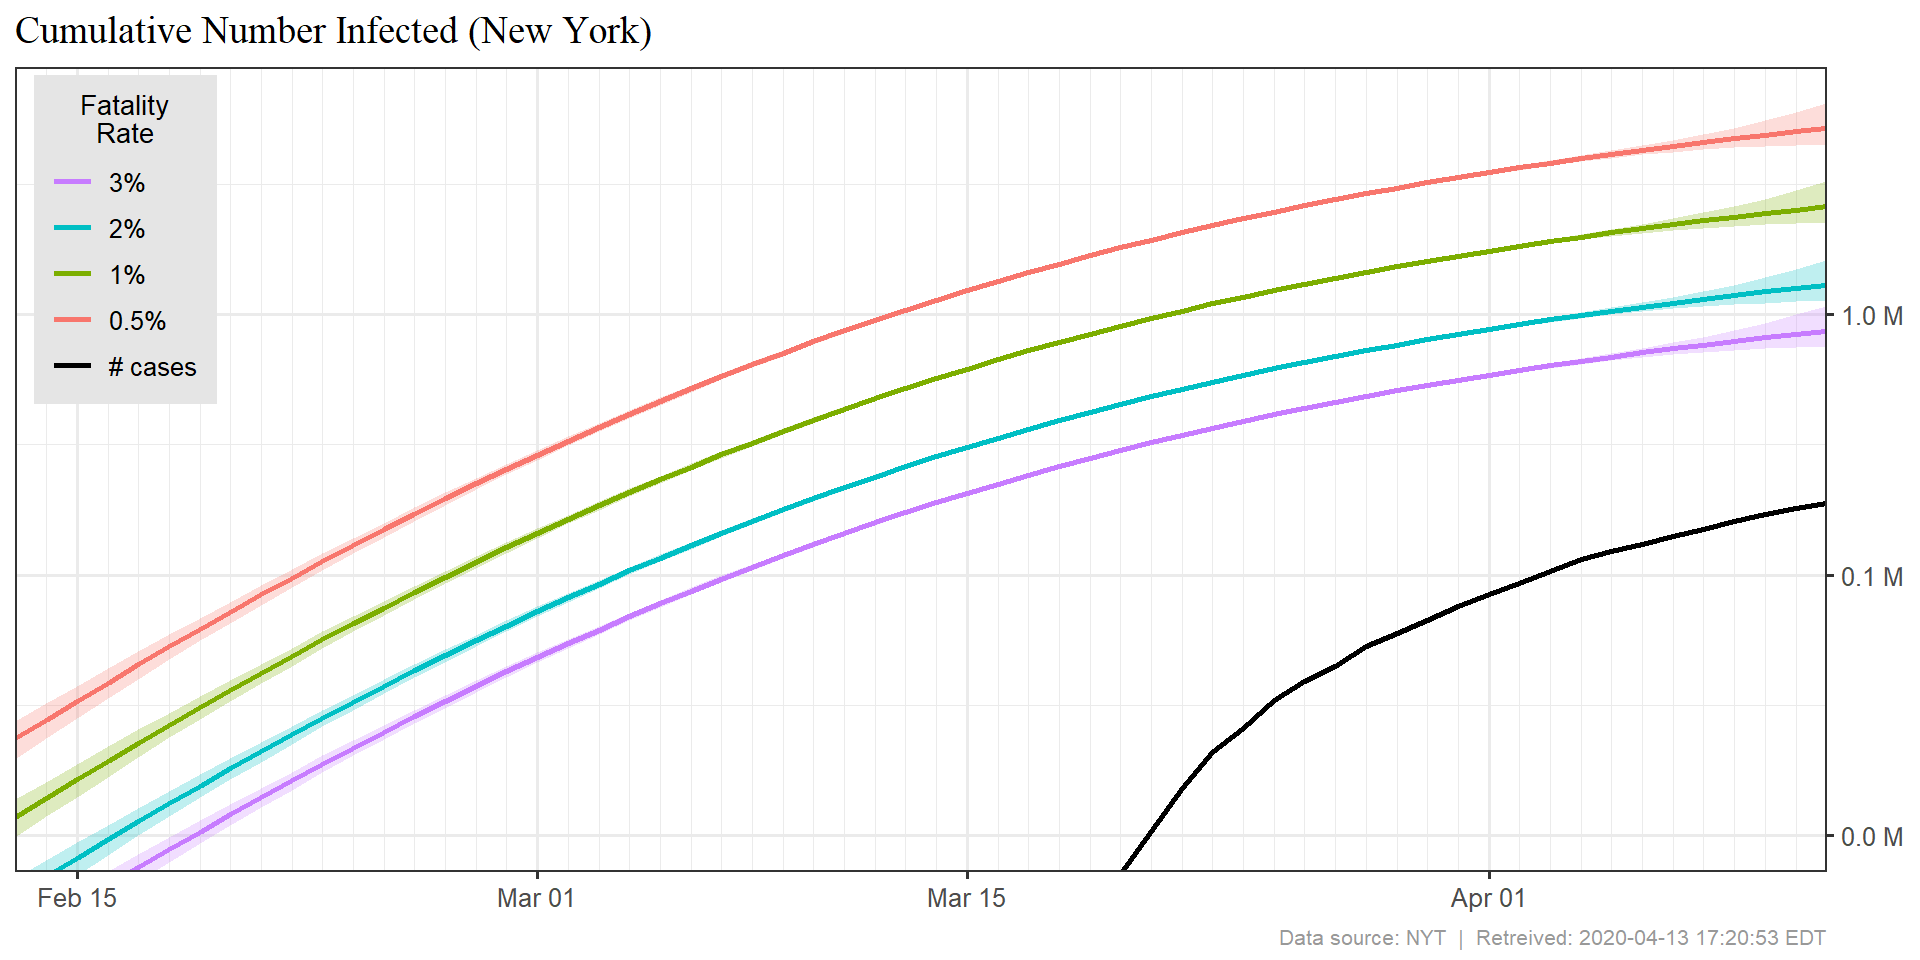 Cumulative Number Infected (New York)
Fatality
Rate
3%
2%
1%
0.5%
# cases
1.0 M
0.1 M
0.0 M
Feb 15
Mar 01
Mar 15
Apr 01
Data source: NYT | Retreived: 2020-04-13 17:20:53 EDT